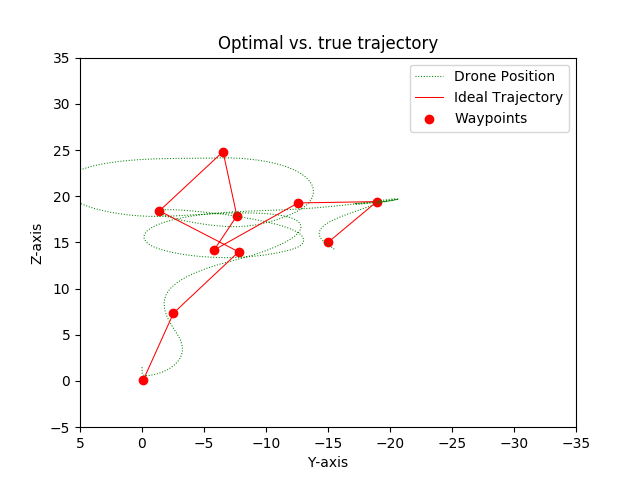 Optimal vs. true trajectory
Drone Position
Ideal Trajectory
Waypoints
35
30
25
20
15
10
5
0
−5
Z-axis
5 0 −5 −10 −15 −20 −25 −30 −35
Y-axis